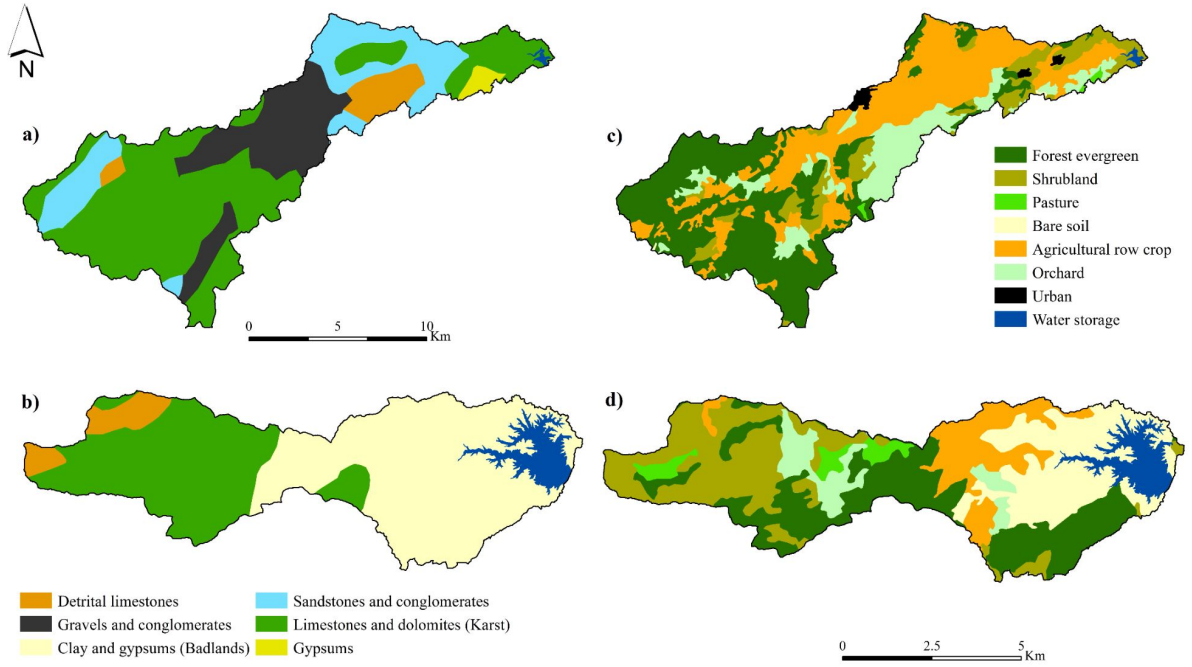 N
a)
0
5
10
Km
c)
Forest evergreen
Shrubland
Pasture
Bare soil
Agricultural row crop
Orchard
Urban
Water storage
b)
Detrital limestones
Gravels and conglomerates
Clay and gypsums (Badlands)
Sandstones and conglomerates
Limestones and dolomites (Karst)
Gypsums
d)
0
2.5
5
Km